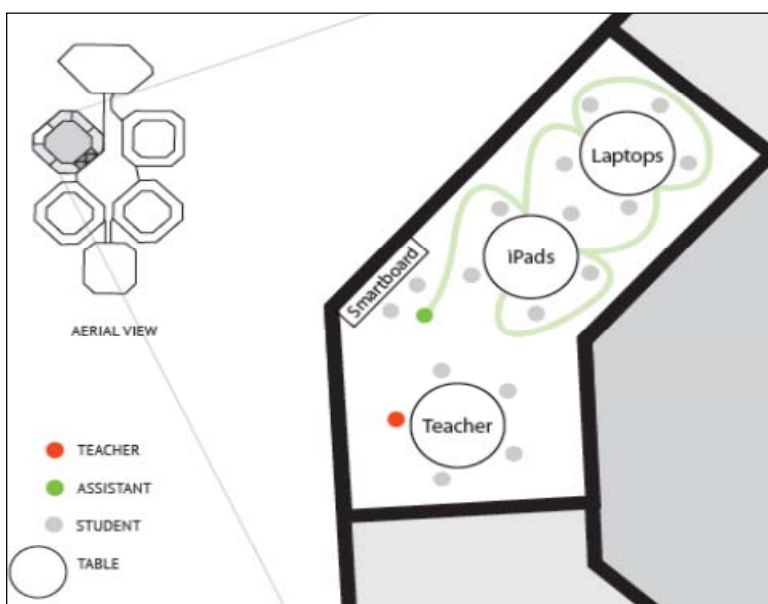 AERIAL VIEW
TEACHER
ASSISTANT
STUDENT
TABLE
Laptops
iPads
Smartboard
Teacher